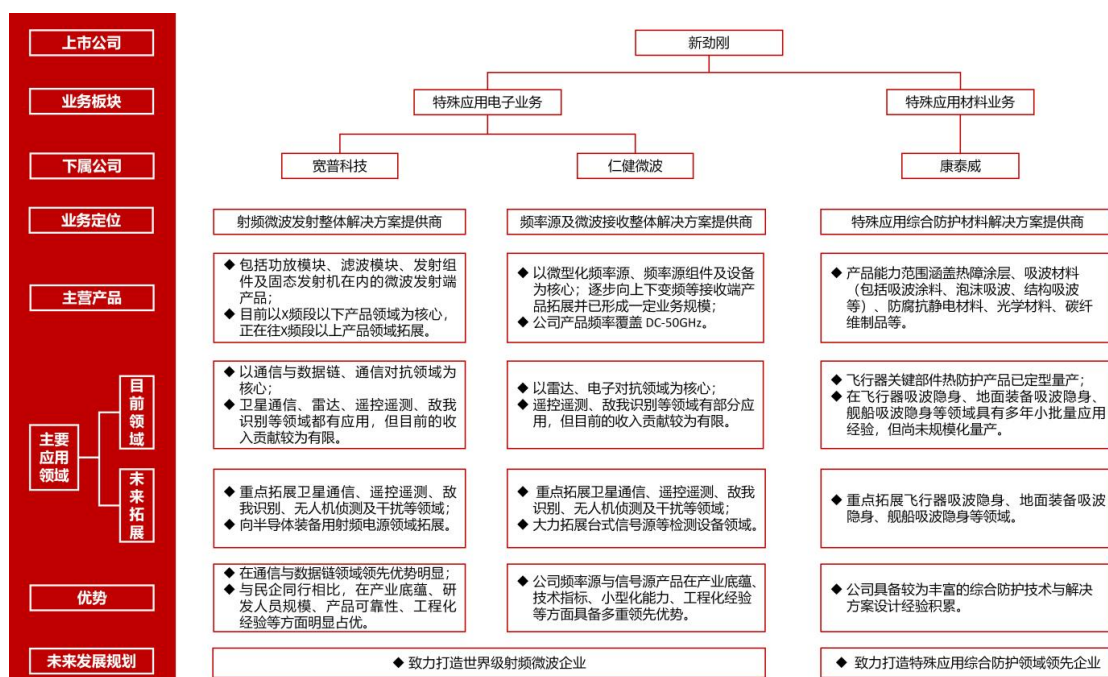 上市公司
新劲刚
业务板块
特殊应用电子业务
特殊应用材料业务
下属公司
宽普科技
仁健微波
康泰威
业务定位
射频微波发射整体解决方案提供商
频率源及微波接收整体解决方案提供商
特殊应用综合防护材料解决方案提供商
主营产品
◆ 包括功放模块、滤波模块、发射组
件及固态发射机在内的微波发射端
产品;
◆ 目前以X频段以下产品领域为核心,
正在往X频段以上产品领域拓展。
◆ 以微型化频率源、频率源组件及设备
为核心;逐步向上下变频等接收端产
品拓展并已形成一定业务规模;
◆ 公司产品频率覆盖 DC-50GHz。
◆ 产品能力范围涵盖热障涂层、吸波材料
(包括吸波涂料、泡沫吸波、结构吸波
等)、防腐抗静电材料、光学材料、碳纤
维制品等。
主要
应用
领域
目前领域
◆ 以通信与数据链、通信对抗领域为
核心;
◆ 卫星通信、雷达、遥控遥测、敌我
识别等领域都有应用,但目前的收
入贡献较为有限。
◆ 以雷达、电子对抗领域为核心;
◆ 遥控遥测、敌我识别等领域有部分应
用,但目前的收入贡献较为有限。
◆ 飞行器关键部件热防护产品已定型量产;
◆ 在飞行器吸波隐身、地面装备吸波隐身、
舰船吸波隐身等领域具有多年小批量应用
经验,但尚未规模化量产。
未来拓展
◆ 重点拓展卫星通信、遥控遥测、敌
我识别、无人机侦测及干扰等领域;
◆ 向半导体装备用射频电源领域拓展。
◆ 重点拓展卫星通信、遥控遥测、敌我
识别、无人机侦测及干扰等领域;
◆ 大力拓展台式信号源等检测设备领域。
◆ 重点拓展飞行器吸波隐身、地面装备吸波
隐身、舰船吸波隐身等领域。
优势
◆ 在通信与数据链领域领先优势明显;
◆ 与民企同行相比,在产业底蕴、研
发人员规模、产品可靠性、工程化
经验等方面明显占优。
◆ 公司频率源与信号源产品在产业底蕴、
技术指标、小型化能力、工程化经验
等方面具备多重领先优势。
◆ 公司具备较为丰富的综合防护技术与解决
方案设计经验积累。
未来发展规划
◆ 致力打造世界级射频微波企业
◆ 致力打造特殊应用综合防护领域领先企业